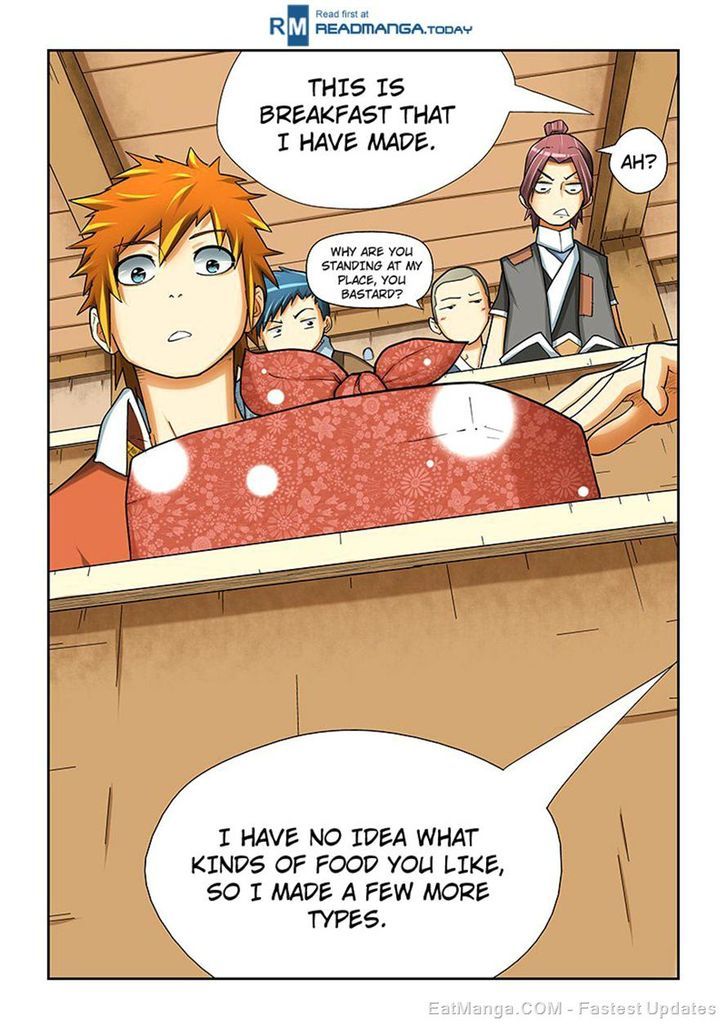 RM
Read first at
READMANGA.TODAY
THIS IS
BREAKFAST THAT
I HAVE MADE.
AH?
WHY ARE YOU
STANDING AT MY
PLACE, YOU
BASTARD?
I HAVE NO IDEA WHAT
KINDS OF FOOD YOU LIKE,
SO I MADE A FEW MORE
TYPES.
EatManga.COM - Fastest Updates